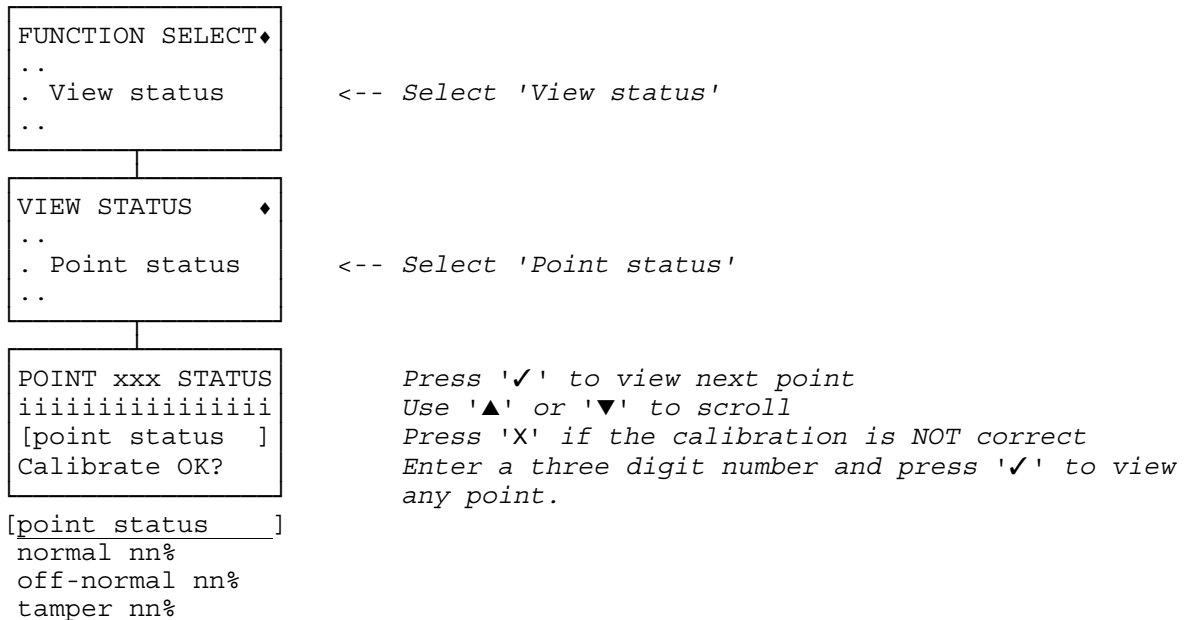 FUNCTION SELECT♦
..
. View status <-- Select 'View status'
..
VIEW STATUS ♦
..
. Point status <-- Select 'Point status'
..
POINT xxx STATUS Press '✓' to view next point
iiiiiiiiiiiiiiii Use '▲' or '▼' to scroll
[point status ] Press 'X' if the calibration is NOT correct
Calibrate OK? Enter a three digit number and press '✓' to view
any point.
[point status ]
normal nn%
off-normal nn%
tamper nn%